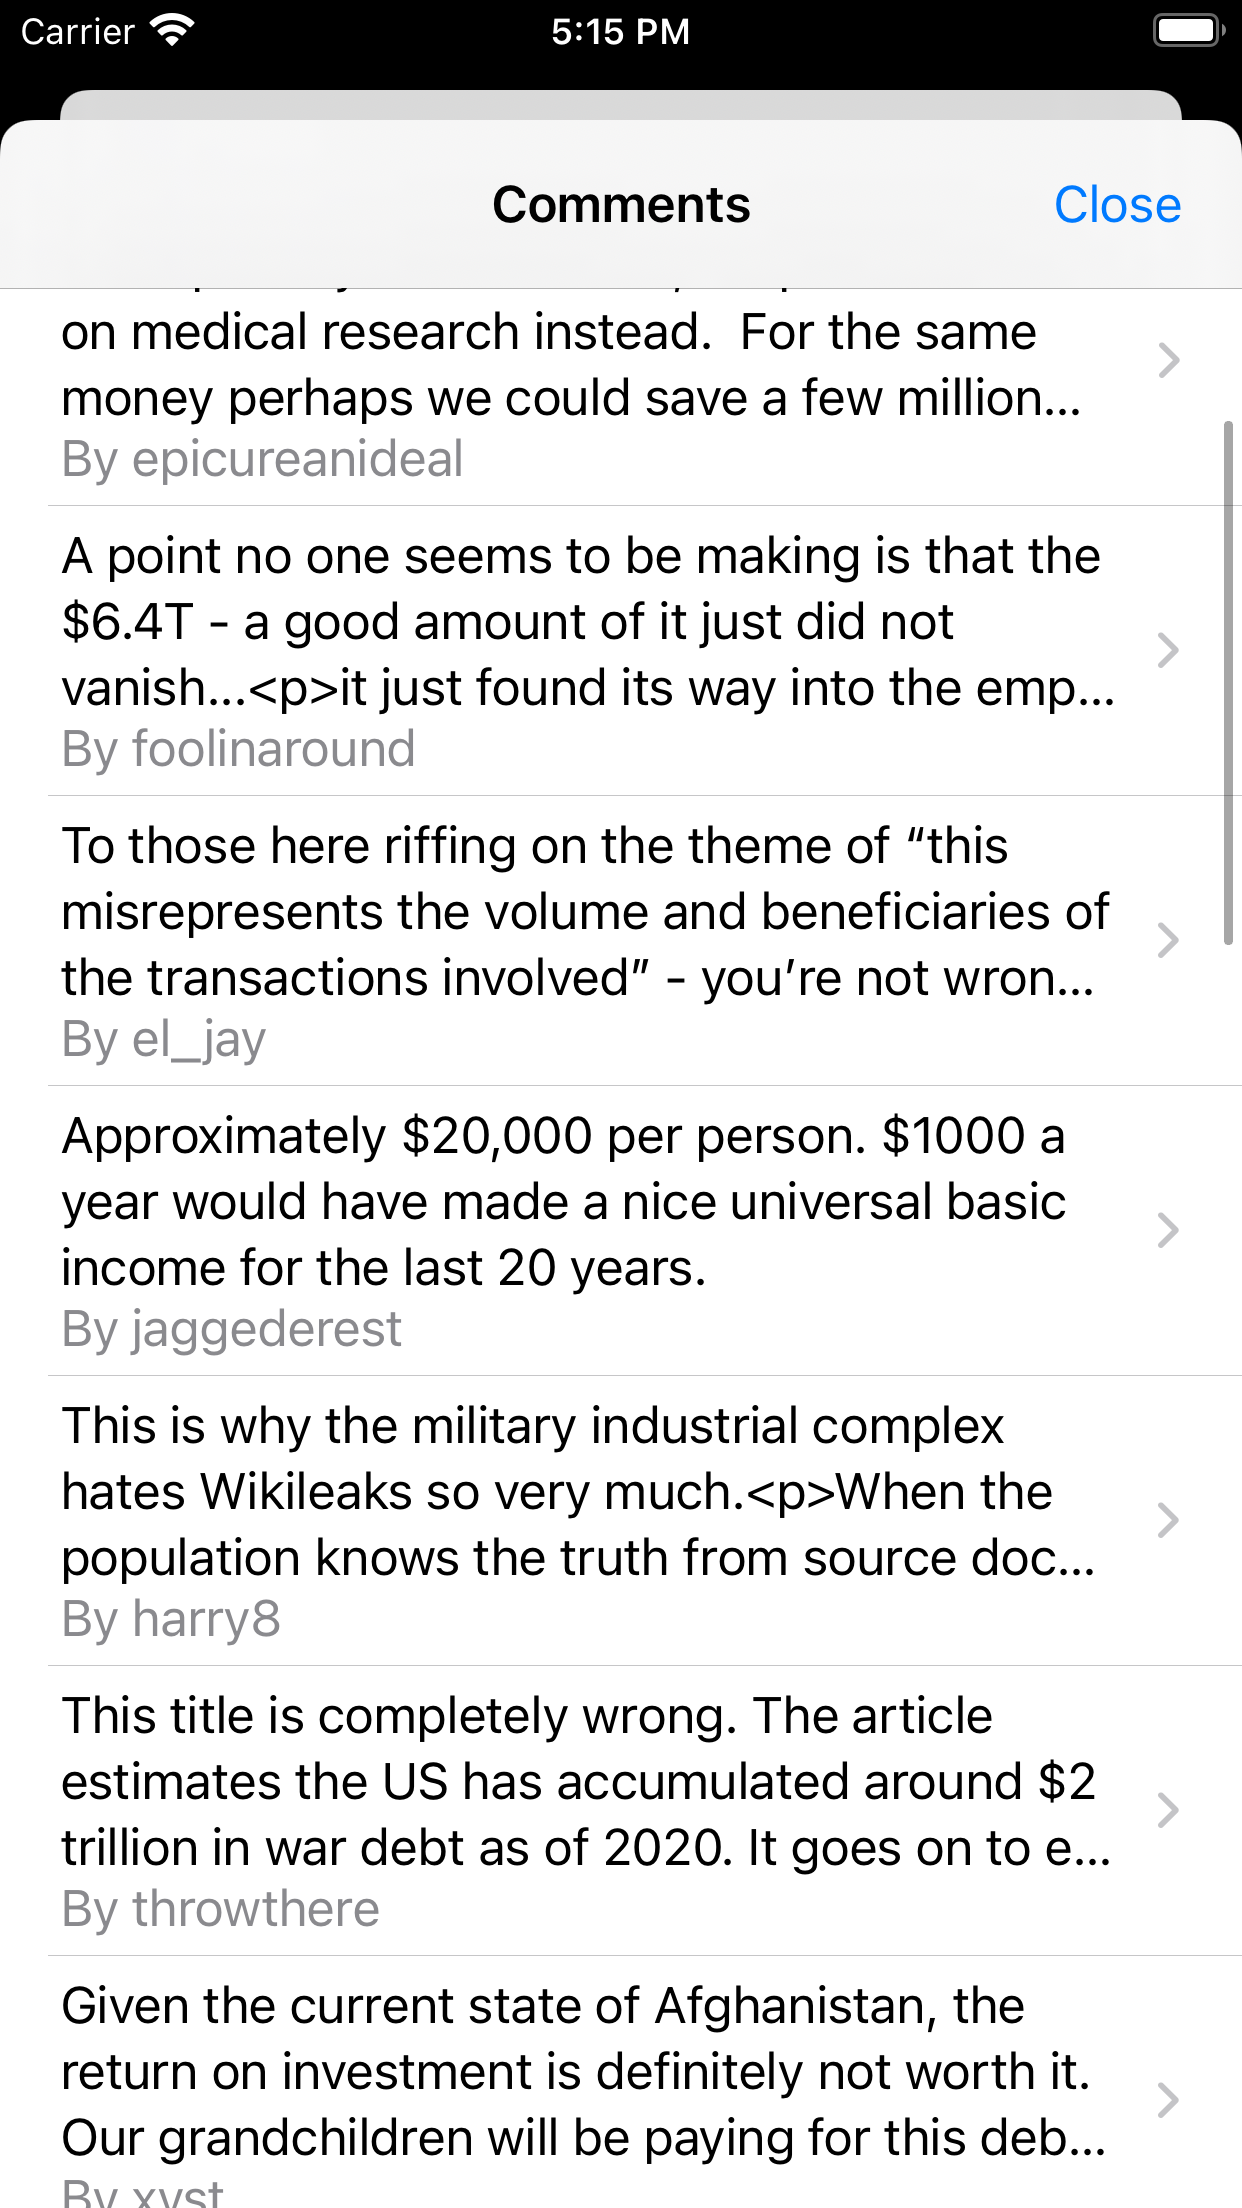 Carrier
5:15 PM
Comments
Close
on medical research instead.  For the same
money perhaps we could save a few million...
By epicureanideal
A point no one seems to be making is that the
$6.4T - a good amount of it just did not
vanish...<p>it just found its way into the emp...
By foolinaround
To those here riffing on the theme of “this
misrepresents the volume and beneficiaries of
the transactions involved” - you’re not wron...
By el_jay
Approximately $20,000 per person. $1000 a
year would have made a nice universal basic
income for the last 20 years.
By jaggederest
This is why the military industrial complex
hates Wikileaks so very much.<p>When the
population knows the truth from source doc...
By harry8
This title is completely wrong. The article
estimates the US has accumulated around $2
trillion in war debt as of 2020. It goes on to e...
By throwthere
Given the current state of Afghanistan, the
return on investment is definitely not worth it.
Our grandchildren will be paying for this deb...
By xyst